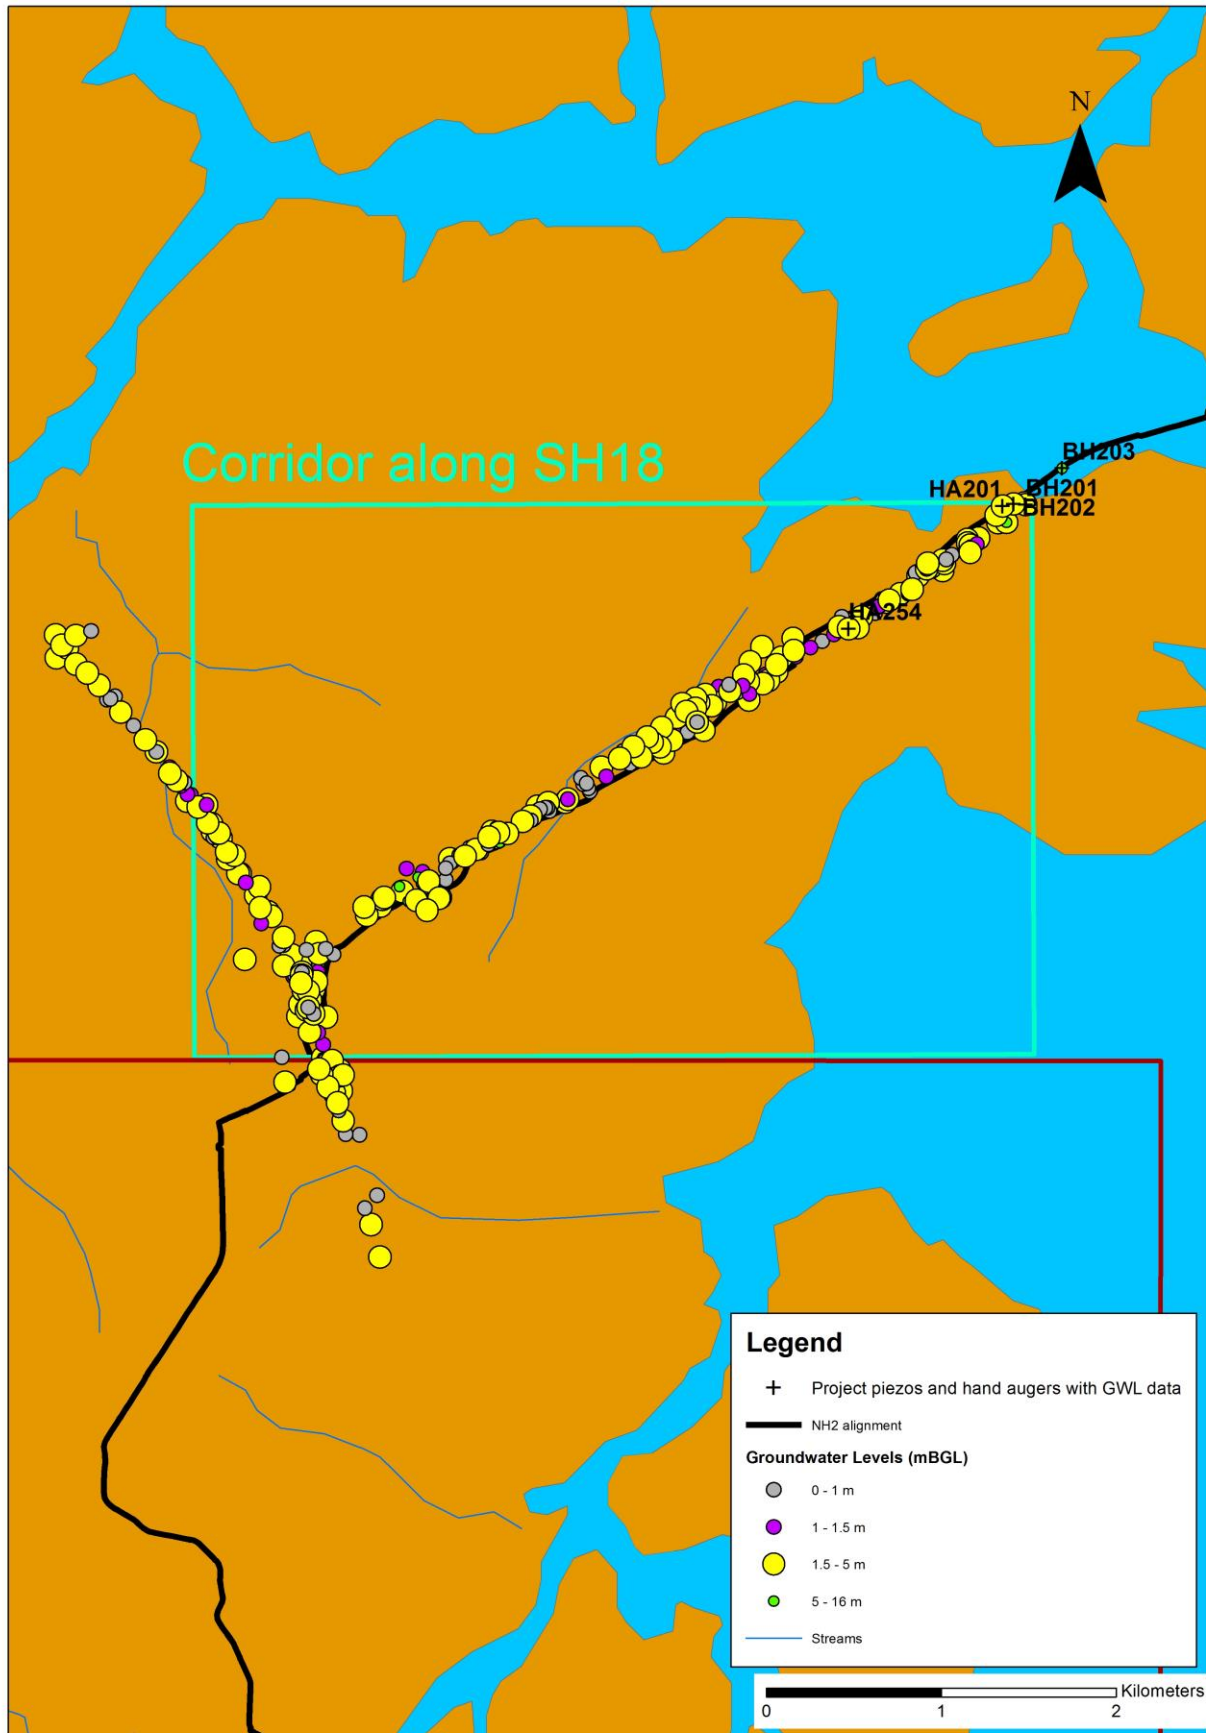 N
Corridor along SH18
BH203
HA201
BH201
BH202
HA254
Legend
Project piezos and hand augers with GWL data
NH2 alignment
Groundwater Levels (mBGL)
0 - 1 m
1 - 1.5 m
1.5 - 5 m
5 - 16 m
Streams
Kilometers
0 1 2